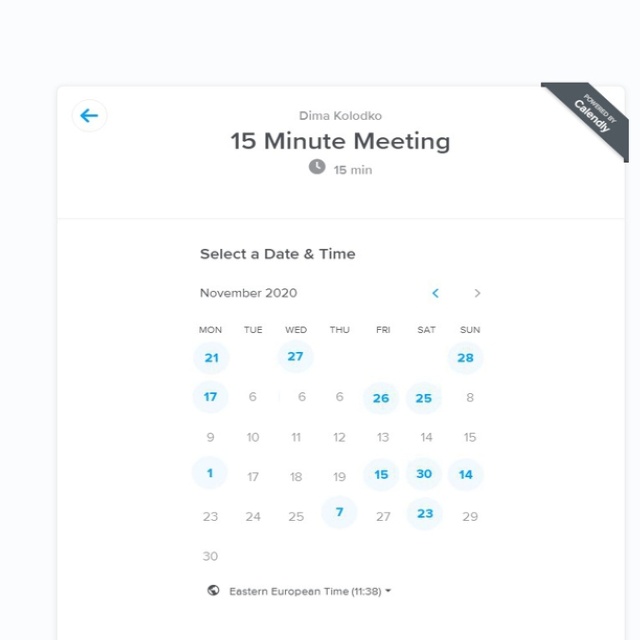 POWERED BY
Calendly
Dima Kolodko
15 Minute Meeting
15 min
Select a Date & Time
November 2020
MON TUE WED THU FRI SAT SUN
21 27 28
17 6 6 6 26 25 8
9 10 11 12 13 14 15
1 17 18 19 15 30 14
23 24 25 7 27 23 29
30
Eastern European Time (11:38)